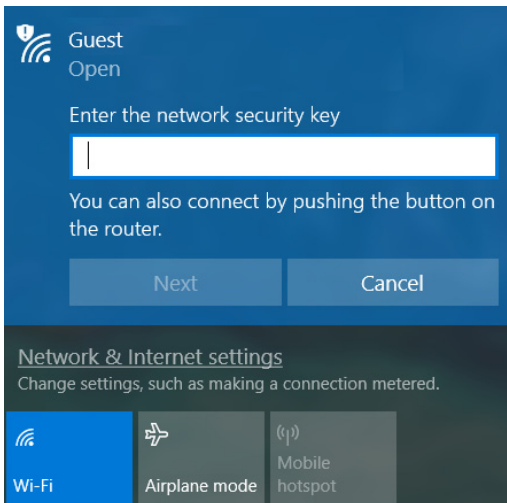 Guest
Open
Enter the network security key
You can also connect by pushing the button on
the router.
Next
Cancel
Network & Internet settings
Change settings, such as making a connection metered.
Wi-Fi
Airplane mode
Mobile
hotspot